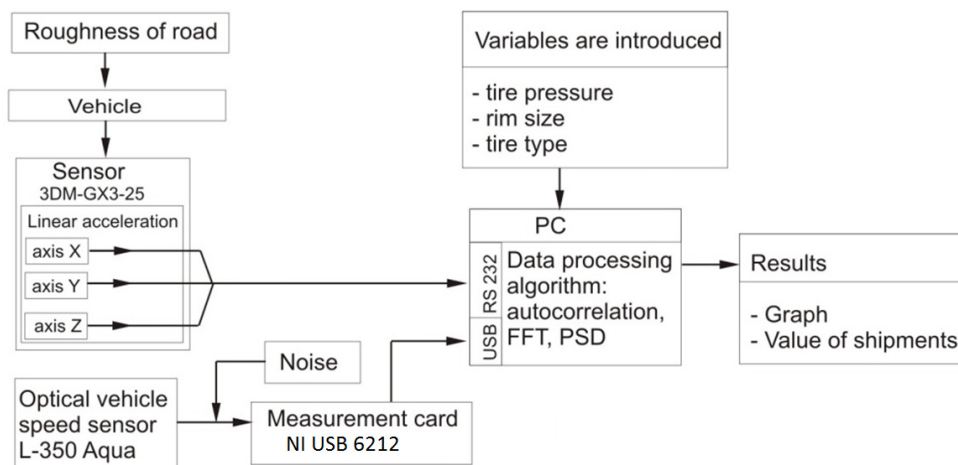 Roughness of road
Vehicle
Sensor
3DM-GX3-25
Linear acceleration
axis X
axis Y
axis Z
Optical vehicle
speed sensor
L-350 Aqua
Noise
Measurement card
NI USB 6212
Variables are introduced
- tire pressure
- rim size
- tire type
PC
RS 232
USB
Data processing
algorithm:
autocorrelation,
FFT, PSD
Results
- Graph
- Value of shipments